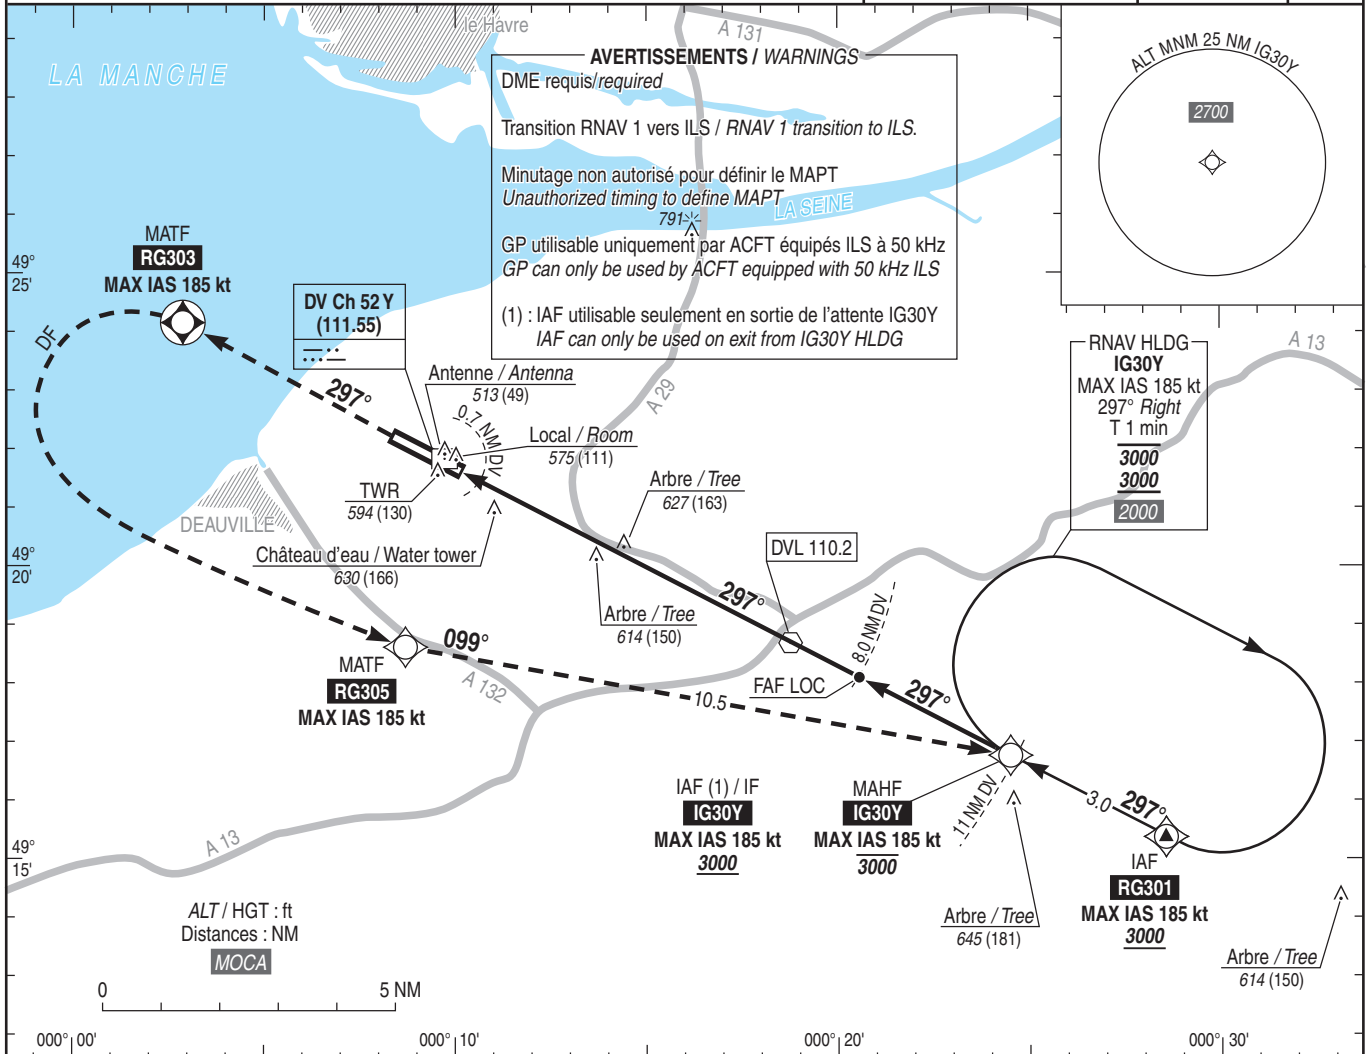 le Havre
A 131
LA MANCHE
AVERTISSEMENTS / WARNINGS
DME requis/required
Transition RNAV 1 vers ILS / RNAV 1 transition to ILS.
Minutage non autorisé pour définir le MAPT
Unauthorized timing to define MAPT
LA SEINE
791
GP utilisable uniquement par ACFT équipés ILS à 50 kHz
GP can only be used by ACFT equipped with 50 kHz ILS
(1) : IAF utilisable seulement en sortie de l'attente IG30Y
IAF can only be used on exit from IG30Y HLDG
ALT MNM 25 NM IG30Y
2700
MATF
RG303
MAX IAS 185 kt
49°
25'
DF
DV Ch 52 Y
(111.55)
297°
Antenne / Antenna
513 (49)
0.7 NM DV
Local / Room
575 (111)
A 29
RNAV HLDG
IG30Y
MAX IAS 185 kt
297° Right
T 1 min
3000
3000
2000
A 13
TWR
594 (130)
Arbre / Tree
627 (163)
DEAUVILLE
Château d'eau / Water tower
630 (166)
49°
20'
DVL 110.2
Arbre / Tree
614 (150)
297°
8.0 NM DV
099°
MATF
RG305
MAX IAS 185 kt
A 132
10.5
FAF LOC
297°
IAF (1) / IF
IG30Y
MAX IAS 185 kt
3000
MAHF
IG30Y
MAX IAS 185 kt
3000
11 NM DV
3.0
297°
IAF
RG301
MAX IAS 185 kt
3000
A 13
49°
15'
Arbre / Tree
645 (181)
Arbre / Tree
614 (150)
ALT / HGT : ft
Distances : NM
MOCA
0
5 NM
000° 00'
000° 10'
000° 20'
000° 30'